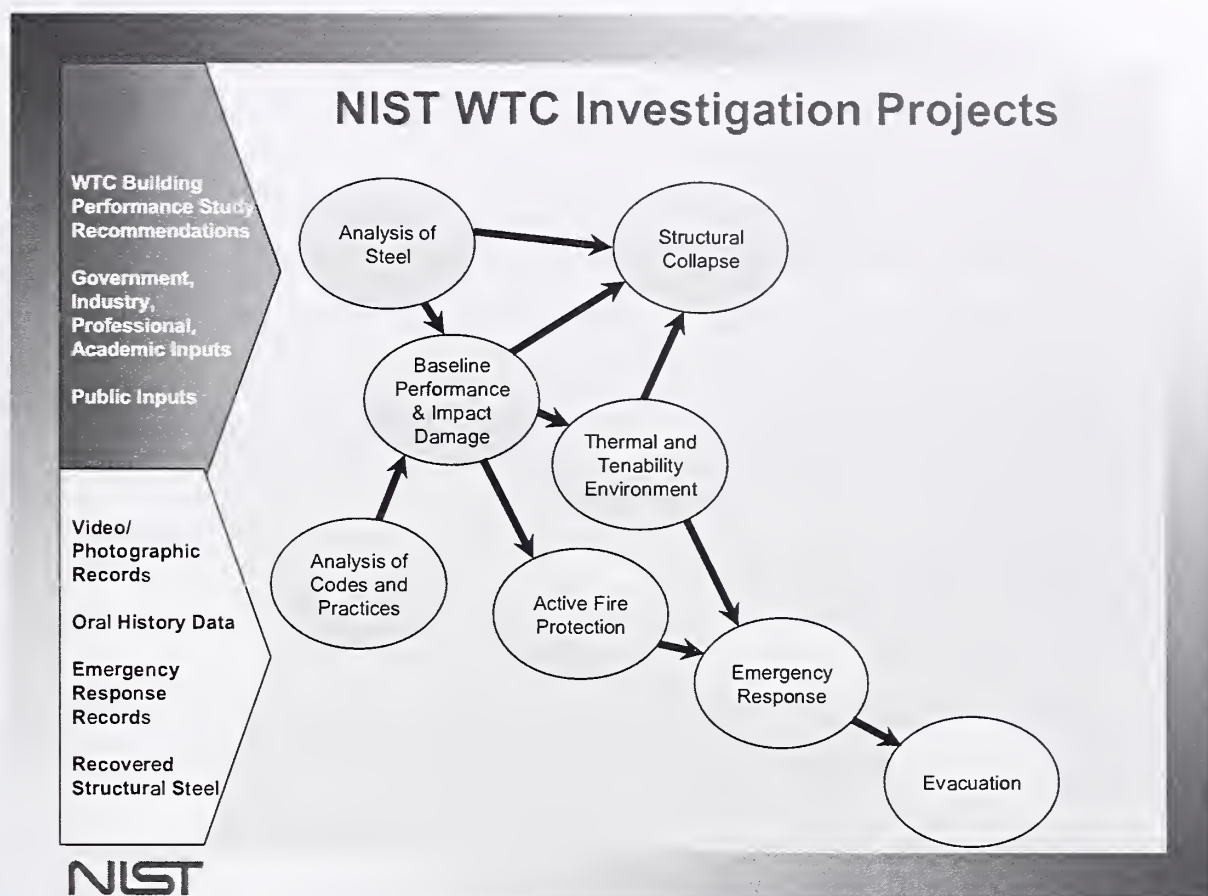 NIST WTC Investigation Projects
WTC Building
Performance Study
Recommendations
Government,
Industry,
Professional,
Academic Inputs
Public Inputs
Video/
Photographic
Records
Oral History Data
Emergency
Response
Records
Recovered
Structural Steel
Analysis of
Steel
Structural
Collapse
Baseline
Performance
& Impact
Damage
Thermal and
Tenability
Environment
Analysis of
Codes and
Practices
Active Fire
Protection
Emergency
Response
Evacuation
NIST